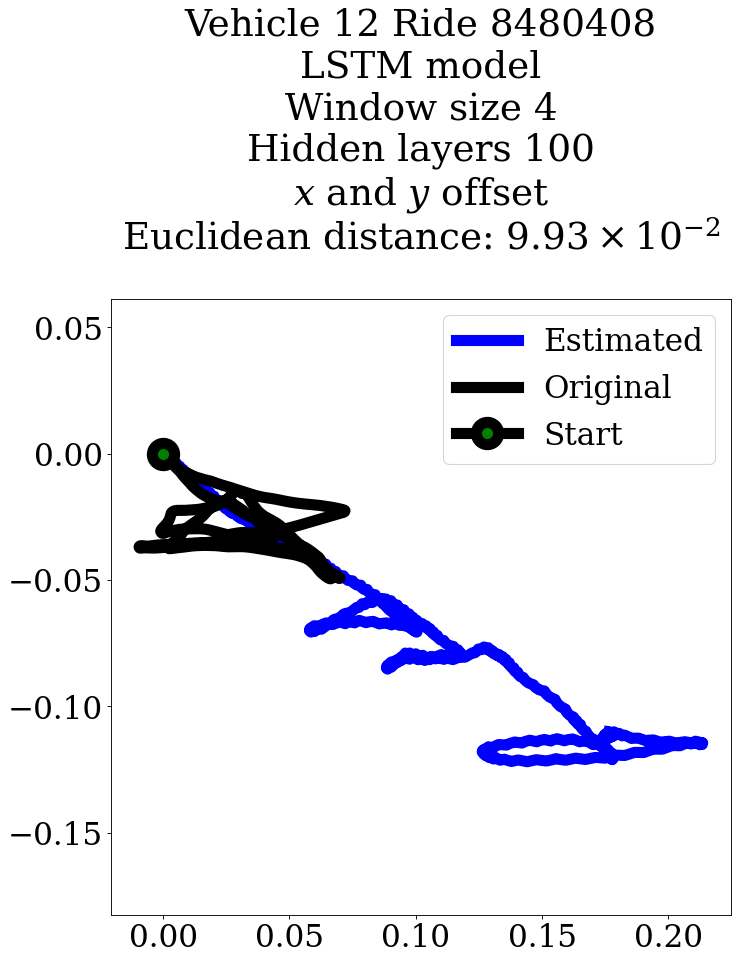 Vehicle 12 Ride 8480408
LSTM model
Window size 4
Hidden layers 100
x and y offset
Euclidean distance: 9.93 × 10⁻²
Estimated
Original
Start
0.05
0.00
−0.05
−0.10
−0.15
0.00 0.05 0.10 0.15 0.20